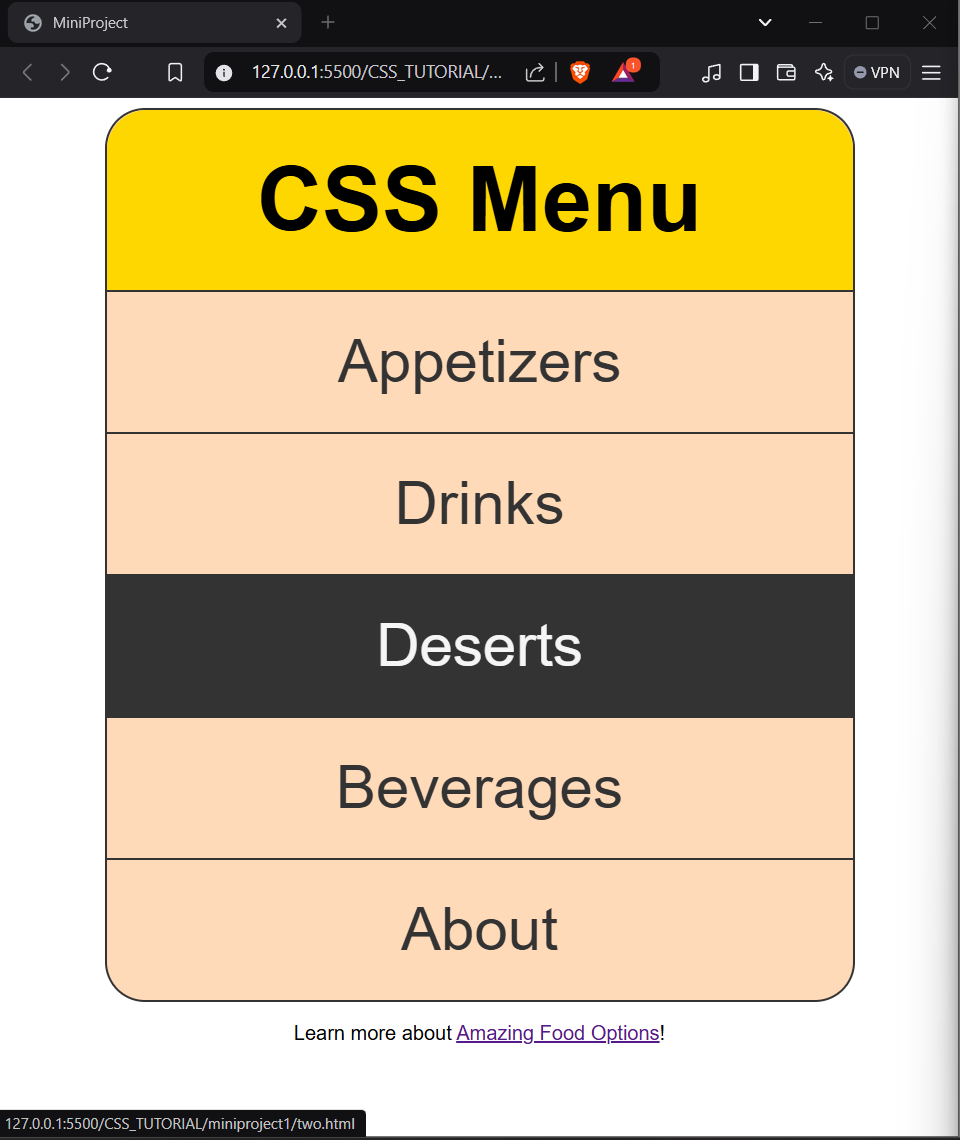 MiniProject
127.0.0.1:5500/CSS_TUTORIAL/...
1
VPN
CSS Menu
Appetizers
Drinks
Deserts
Beverages
About
Learn more about Amazing Food Options!
127.0.0.1:5500/CSS_TUTORIAL/miniproject1/two.html